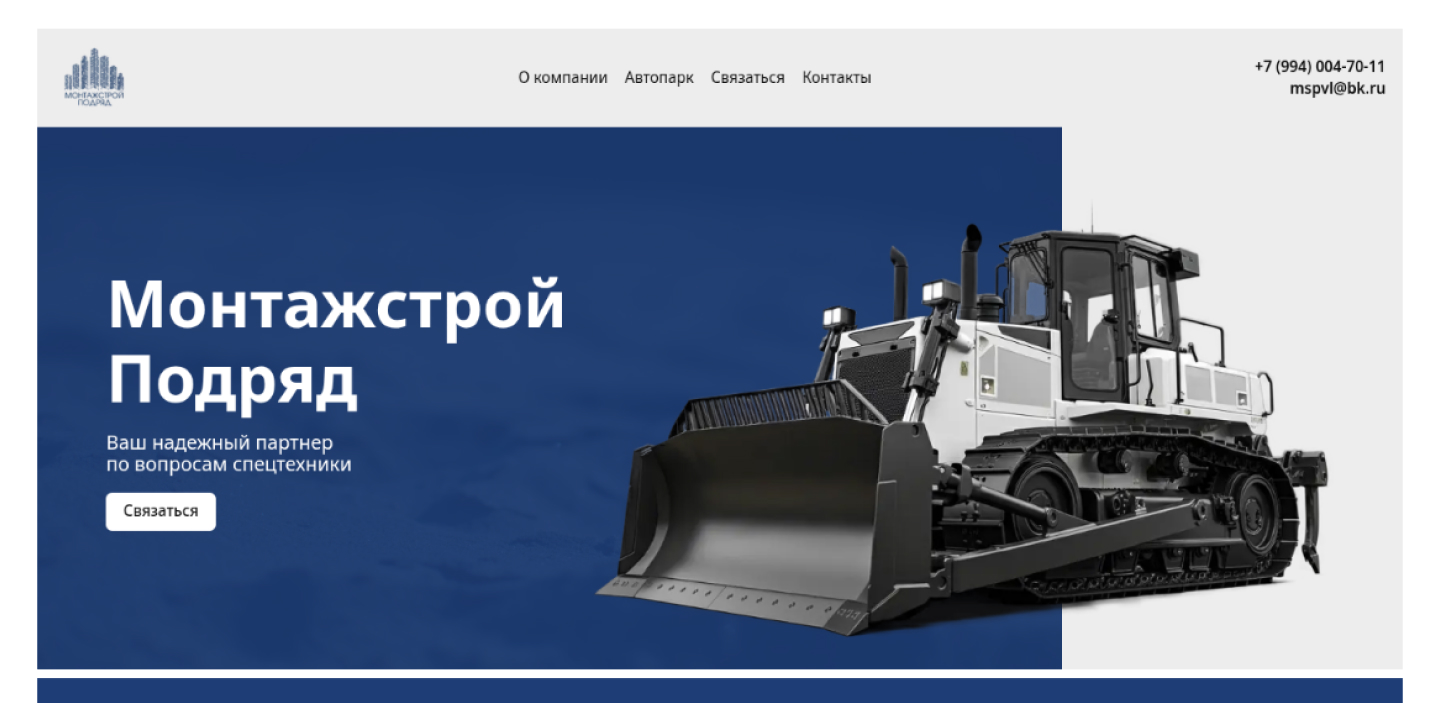 МОНТАЖСТРОЙ
ПОДРЯД
О компании Автопарк Связаться Контакты
+7 (994) 004-70-11
mspvl@bk.ru
Монтажстрой
Подряд
Ваш надежный партнер
по вопросам спецтехники
Связаться